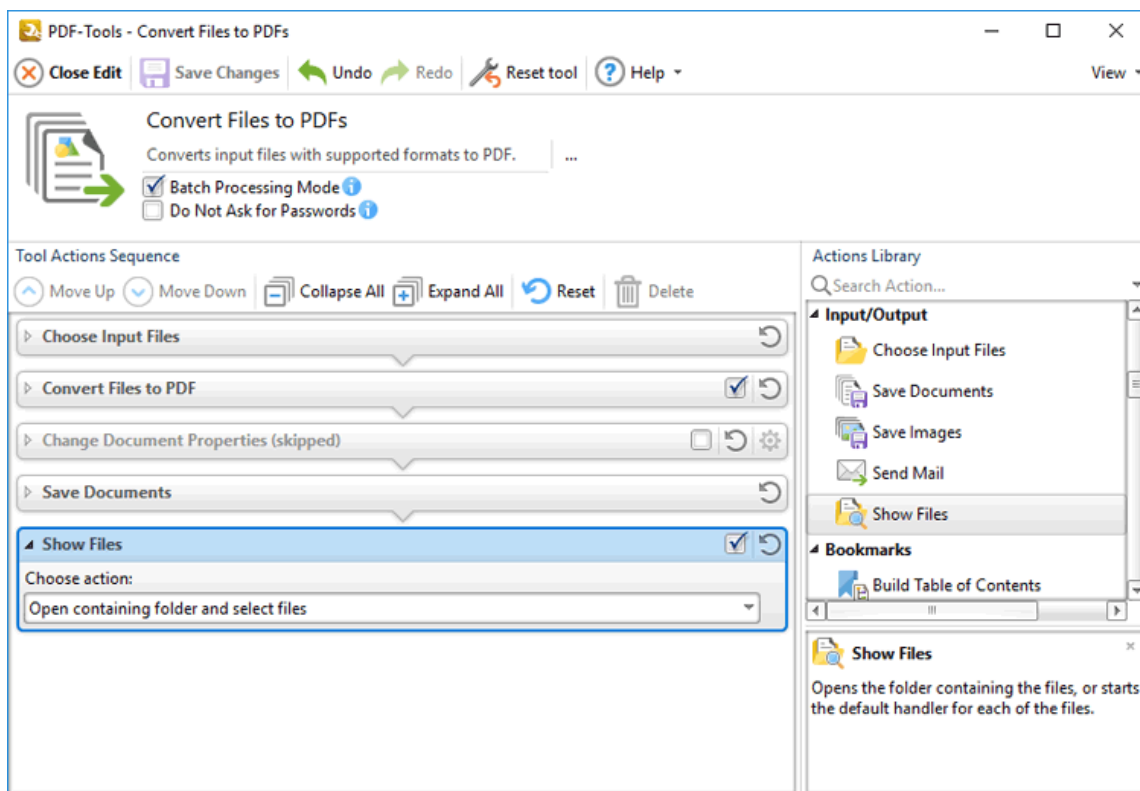 PDF-Tools - Convert Files to PDFs
Close Edit Save Changes Undo Redo Reset tool ? Help View
Convert Files to PDFs
Converts input files with supported formats to PDF. ...
Batch Processing Mode i
Do Not Ask for Passwords i
Tool Actions Sequence
Move Up Move Down Collapse All Expand All Reset Delete
Choose Input Files
Convert Files to PDF
Change Document Properties (skipped)
Save Documents
Show Files
Choose action:
Open containing folder and select files
Actions Library
Search Action...
Input/Output
Choose Input Files
Save Documents
Save Images
Send Mail
Show Files
Bookmarks
Build Table of Contents
Show Files
Opens the folder containing the files, or starts
the default handler for each of the files.